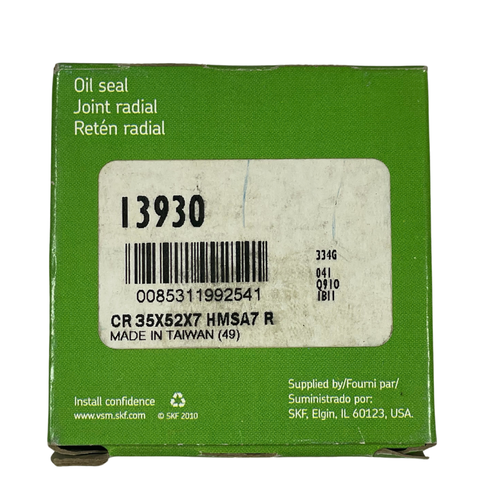 Oil seal
Joint radial
Retén radial
13930
0085311992541
334G
041
Q910
1B11
CR 35X52X7 HMSA7 R
MADE IN TAIWAN (49)
Install confidence
www.vsm.skf.com © SKF 2010
Supplied by/Fourni par/
Suministrado por:
SKF, Elgin, IL 60123, USA.